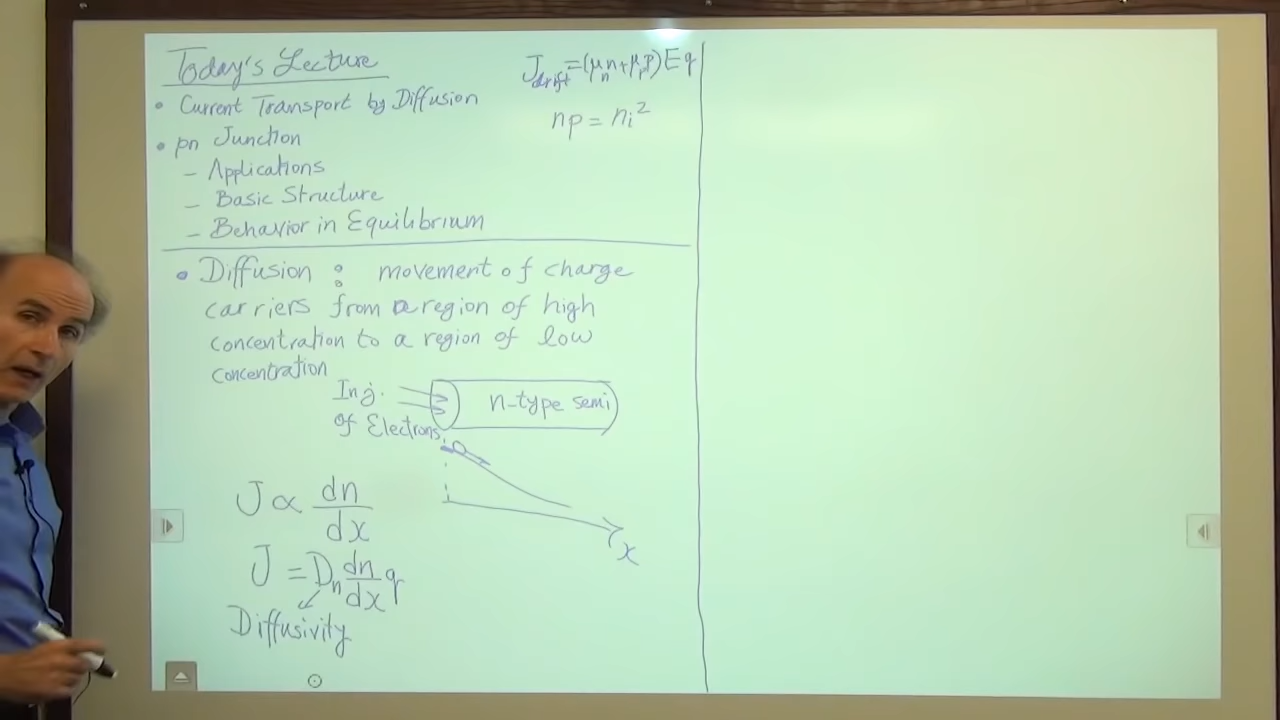 Today's Lecture
• Current Transport by Diffusion
• pn Junction
– Applications
– Basic Structure
– Behavior in Equilibrium
J_drift = (μ_n n + μ_p p) E q
np = n_i²
• Diffusion : movement of charge
carriers from a region of high
concentration to a region of low
concentration
Inj.
of Electrons
n-type semi
x
J ∝ dn/dx
J = D_n dn/dx q
Diffusivity